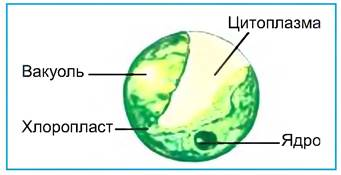 Цитоплазма
Вакуоль
Хлоропласт
Ядро